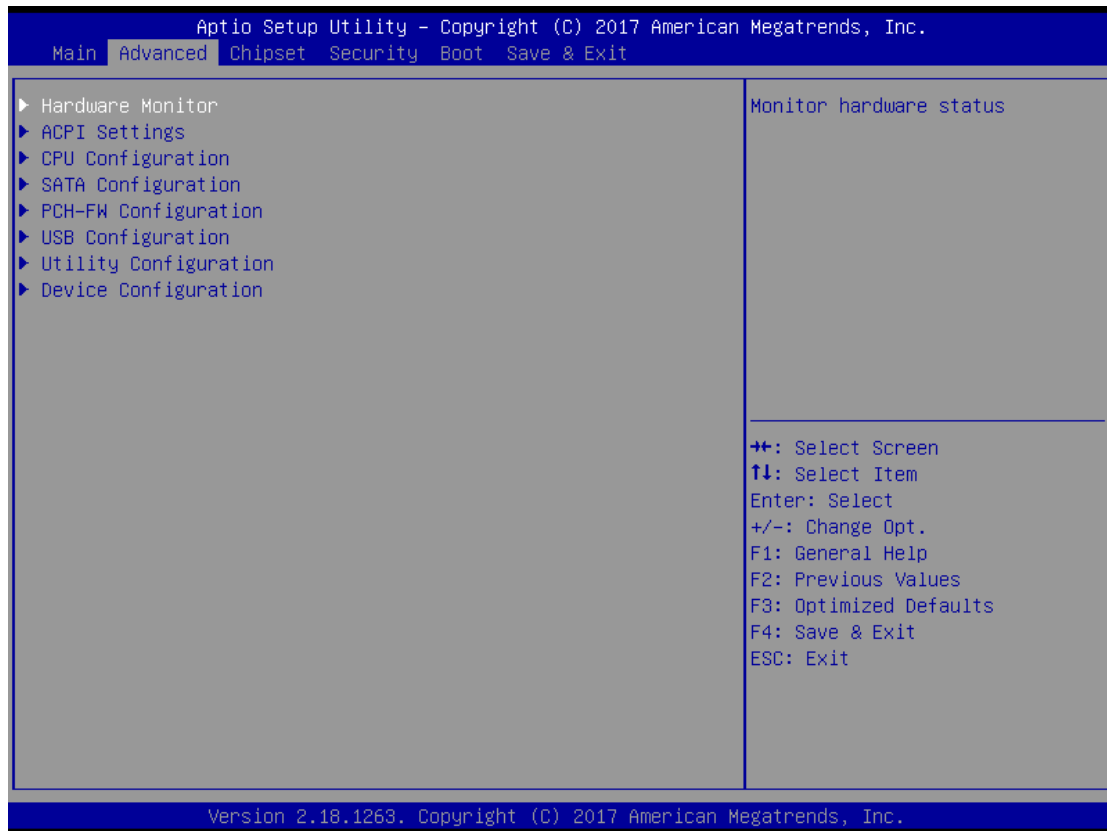 Aptio Setup Utility – Copyright (C) 2017 American Megatrends, Inc.
Main Advanced Chipset Security Boot Save & Exit
▶ Hardware Monitor
▶ ACPI Settings
▶ CPU Configuration
▶ SATA Configuration
▶ PCH-FW Configuration
▶ USB Configuration
▶ Utility Configuration
▶ Device Configuration
Monitor hardware status
→←: Select Screen
↑↓: Select Item
Enter: Select
+/-: Change Opt.
F1: General Help
F2: Previous Values
F3: Optimized Defaults
F4: Save & Exit
ESC: Exit
Version 2.18.1263. Copyright (C) 2017 American Megatrends, Inc.